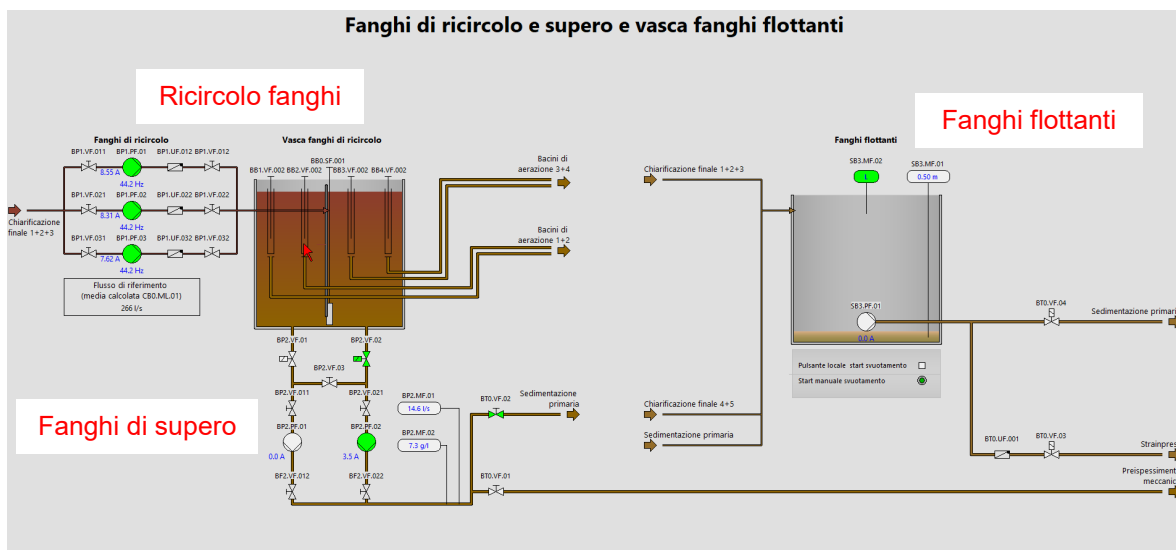 Fanghi di ricircolo e supero e vasca fanghi flottanti
Ricircolo fanghi
Fanghi di ricircolo
BP1.VF.011 BP1.PF.01 BP1.UF.012 BP1.VF.012
8.55 A
44.2 Hz
BP1.VF.021 BP1.PF.02 BP1.UF.022 BP1.VF.022
8.31 A
44.2 Hz
BP1.VF.031 BP1.PF.03 BP1.UF.032 BP1.VF.032
7.62 A
44.2 Hz
Chiarificazione
finale 1+2+3
Flusso di riferimento
(media calcolata CB0.ML.01)
266 l/s
Vasca fanghi di ricircolo
BB0.SF.001
BB1.VF.002 BB2.VF.002 BB3.VF.002 BB4.VF.002
Bacini di
aerazione 3+4
Bacini di
aerazione 1+2
Fanghi di supero
BP2.VF.01 BP2.VF.02
BP2.VF.03
BP2.VF.011 BP2.VF.021
BP2.PF.01 BP2.PF.02
0.0 A 3.5 A
BF2.VF.012 BF2.VF.022
BP2.MF.01
14.6 l/s
BP2.MF.02
7.3 g/l
BT0.VF.02
Sedimentazione
primaria
BT0.VF.01
Fanghi flottanti
Fanghi flottanti
SB3.MF.02 SB3.MF.01
L 0.50 m
Chiarificazione finale 1+2+3
SB3.PF.01
0.0 A
Pulsante locale start svuotamento
Start manuale svuotamento
Chiarificazione finale 4+5
Sedimentazione primaria
BT0.VF.04
Sedimentazione primari
BT0.UF.001 BT0.VF.03
Strainpres
Preispessiment
meccanic